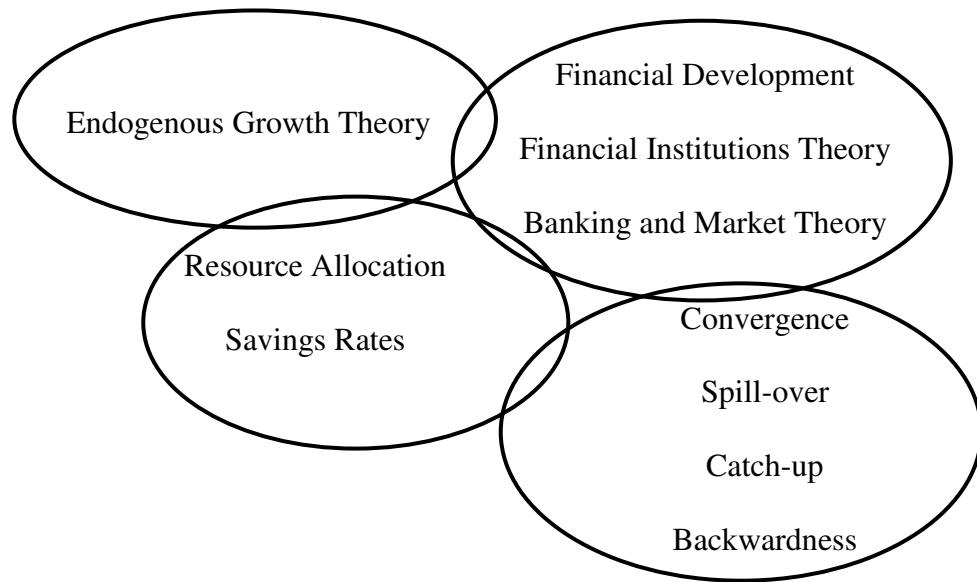 Endogenous Growth Theory
Financial Development
Financial Institutions Theory
Banking and Market Theory
Resource Allocation
Savings Rates
Convergence
Spill-over
Catch-up
Backwardness